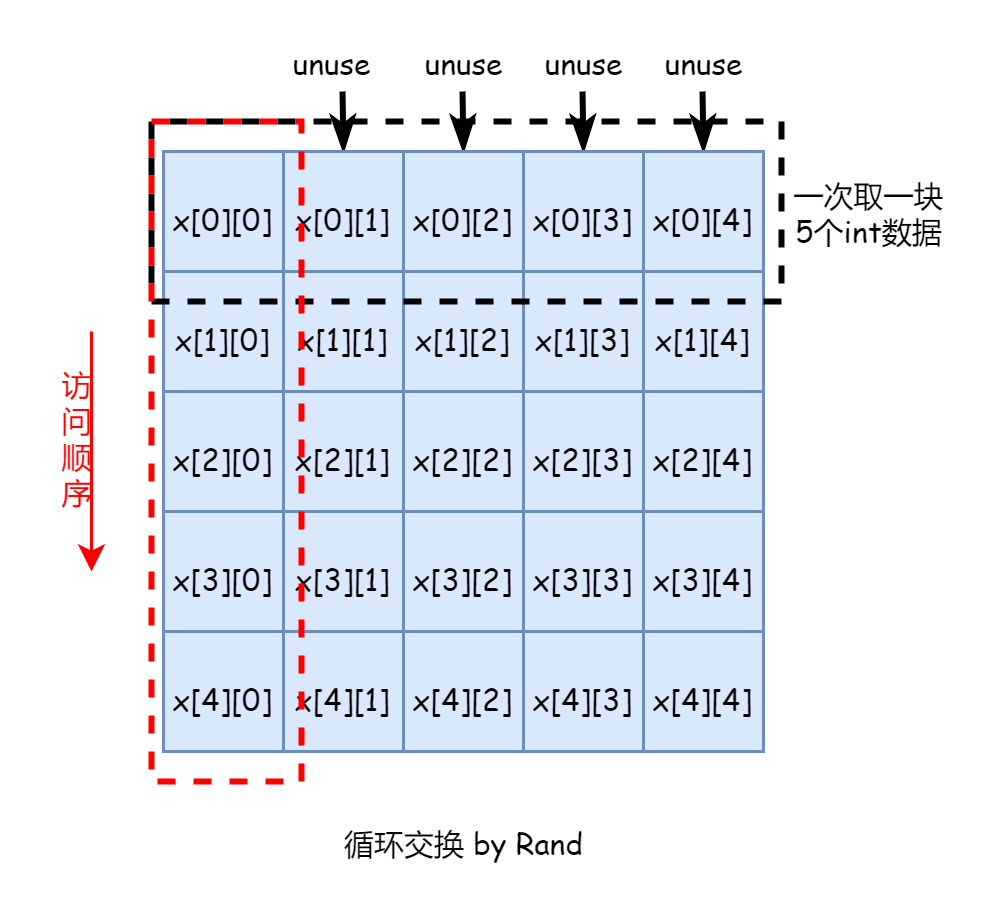 unuse unuse unuse unuse
x[0][0] x[0][1] x[0][2] x[0][3] x[0][4]
一次取一块
5个int数据
x[1][0] x[1][1] x[1][2] x[1][3] x[1][4]
访
问
顺
序
x[2][0] x[2][1] x[2][2] x[2][3] x[2][4]
x[3][0] x[3][1] x[3][2] x[3][3] x[3][4]
x[4][0] x[4][1] x[4][2] x[4][3] x[4][4]
循环交换 by Rand